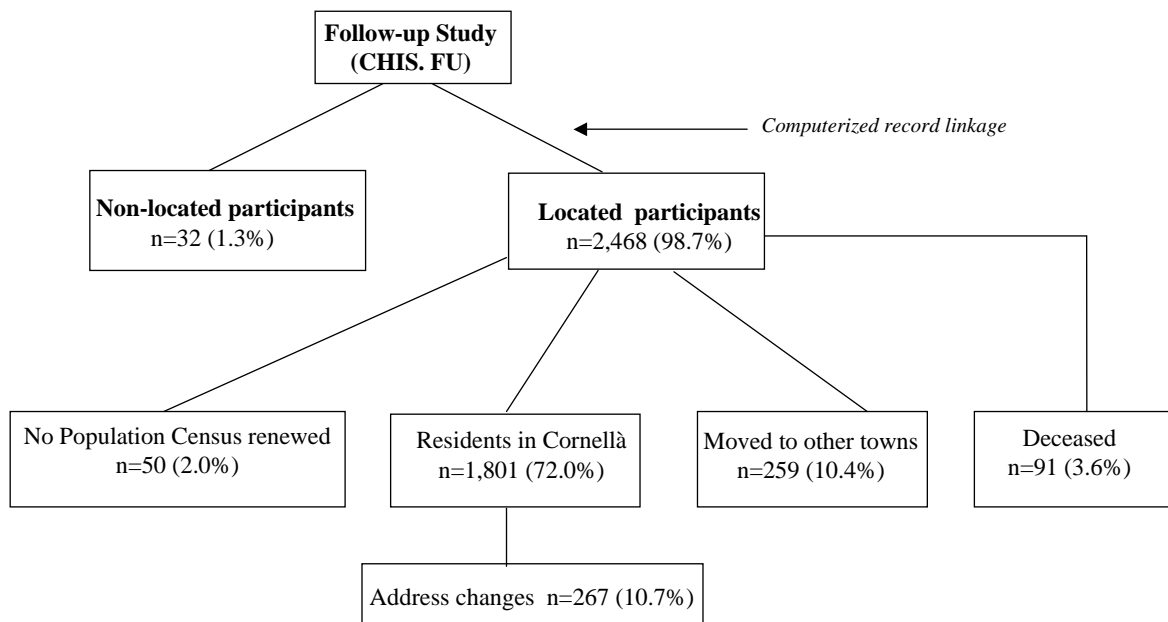 Follow-up Study
(CHIS. FU)
Computerized record linkage
Non-located participants
n=32 (1.3%)
Located participants
n=2,468 (98.7%)
No Population Census renewed
n=50 (2.0%)
Residents in Cornellà
n=1,801 (72.0%)
Moved to other towns
n=259 (10.4%)
Deceased
n=91 (3.6%)
Address changes n=267 (10.7%)